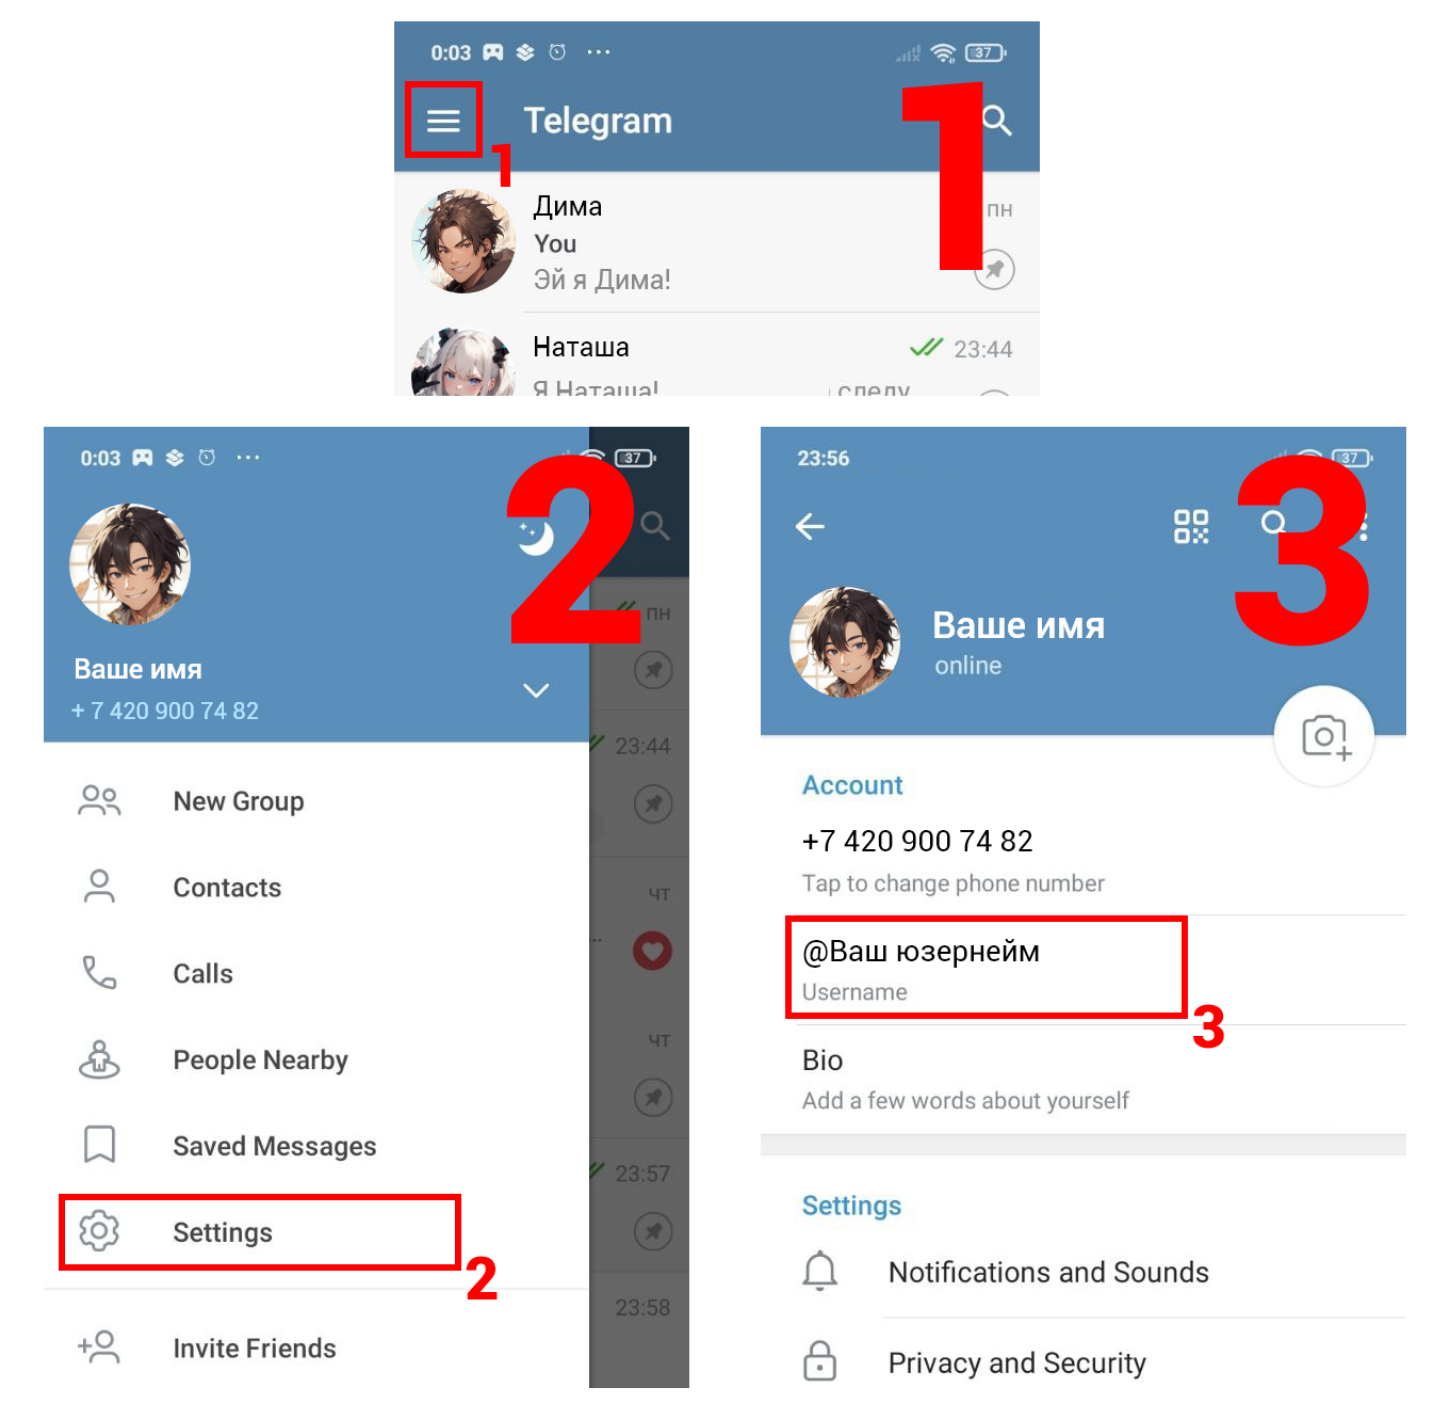 0:03 ... 37
Telegram
1
1
Дима
пн
You
Эй я Дима!
Наташа
23:44
Я Наташа!
следу
0:03 ... 37
2
Ваше имя
+ 7 420 900 74 82
пн
23:44
New Group
Contacts
чт
Calls
...
People Nearby
чт
Saved Messages
23:57
Settings
2
23:58
Invite Friends
23:56 37
3
Ваше имя
online
Account
+7 420 900 74 82
Tap to change phone number
@Ваш юзернейм
Username
3
Bio
Add a few words about yourself
Settings
Notifications and Sounds
Privacy and Security